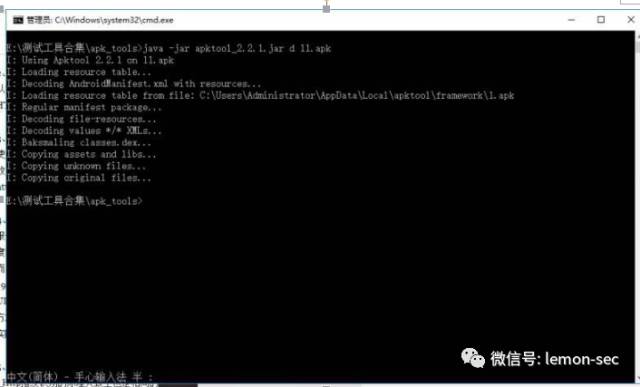 管理员: C:\Windows\system32\cmd.exe
E:\测试工具合集\apk_tools>java -jar apktool_2.2.1.jar d 11.apk
I: Using Apktool 2.2.1 on 11.apk
I: Loading resource table...
I: Decoding AndroidManifest.xml with resources...
I: Loading resource table from file: C:\Users\Administrator\AppData\Local\apktool\framework\1.apk
I: Regular manifest package...
I: Decoding file-resources...
I: Decoding values */* XMLs...
I: Baksmaling classes.dex...
I: Copying assets and libs...
I: Copying unknown files...
I: Copying original files...
E:\测试工具合集\apk_tools>
中文(简体) - 手心输入法 半 :
微信号: lemon-sec